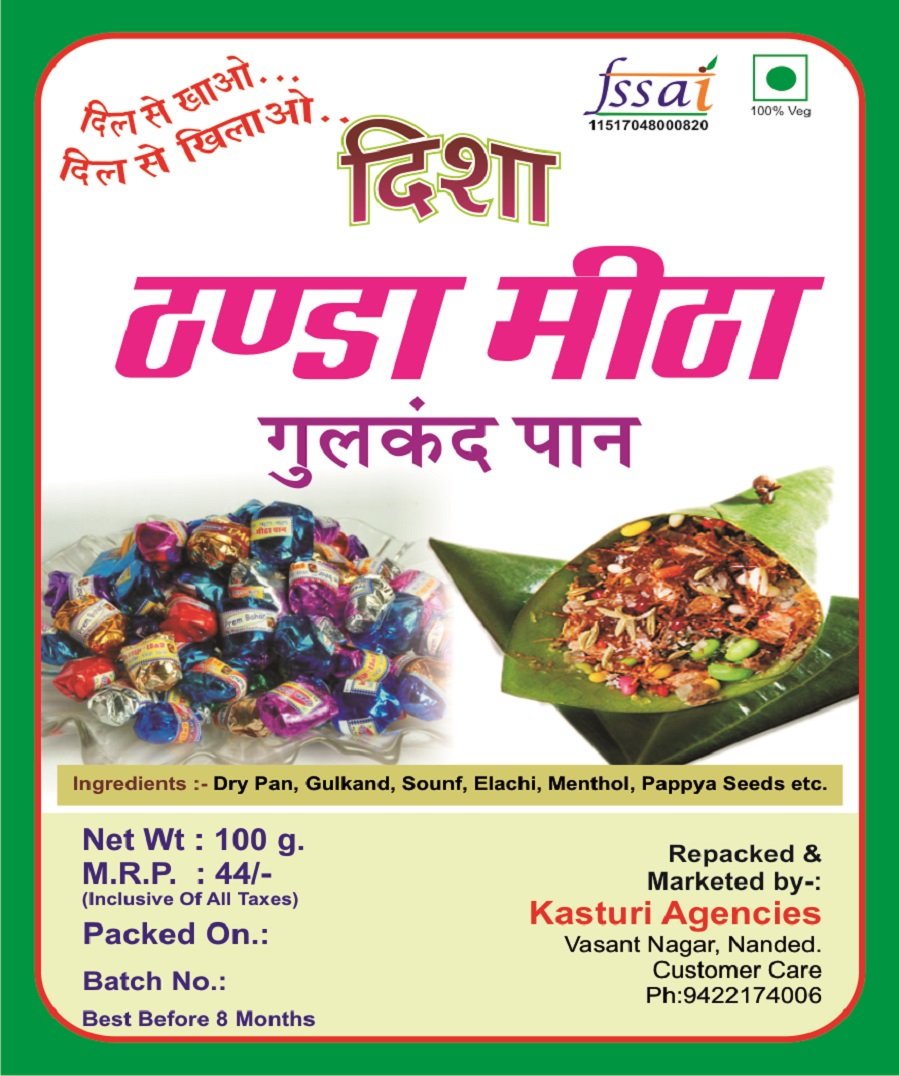 दिल से खाओ...
दिल से खिलाओ..
fssai
11517048000820
100% Veg
दिशा
ठण्डा मीठा
गुलकंद पान
मीठा पान
Prem Bahar
Ingredients :- Dry Pan, Gulkand, Sounf, Elachi, Menthol, Pappya Seeds etc.
Net Wt : 100 g.
M.R.P. : 44/-
(Inclusive Of All Taxes)
Packed On.:
Batch No.:
Best Before 8 Months
Repacked &
Marketed by-:
Kasturi Agencies
Vasant Nagar, Nanded.
Customer Care
Ph:9422174006